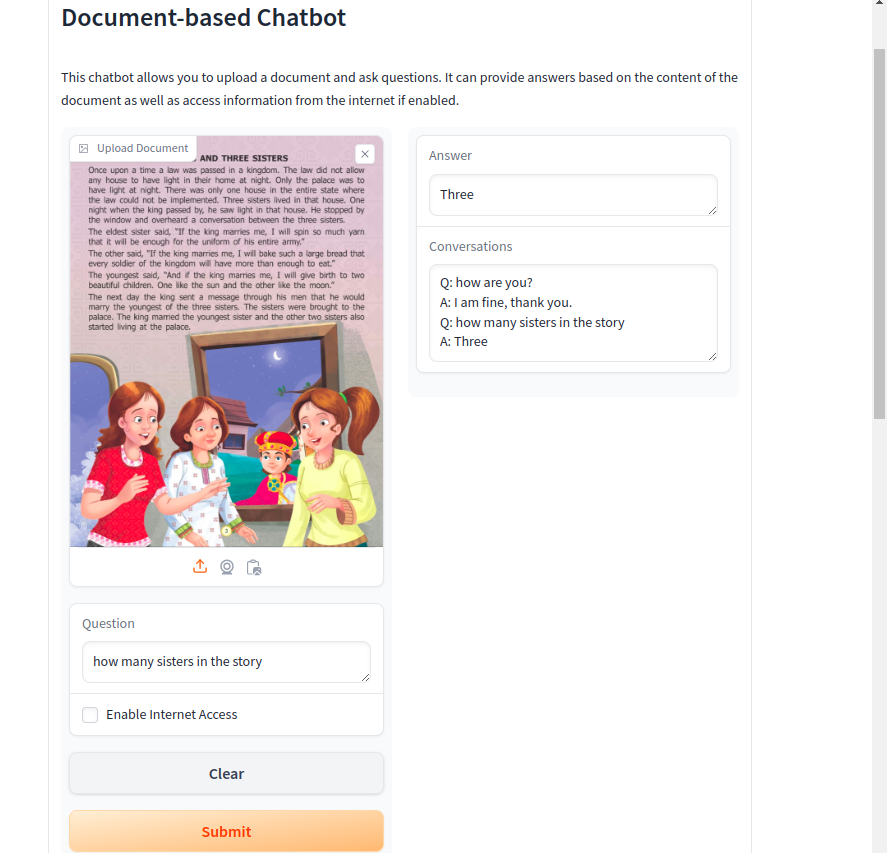 Document-based Chatbot
This chatbot allows you to upload a document and ask questions. It can provide answers based on the content of the
document as well as access information from the internet if enabled.
Upload Document
AND THREE SISTERS
Once upon a time a law was passed in a kingdom. The law did not allow
any house to have light in their home at night. Only the palace was to
have light at night. There was only one house in the entire state where
the law could not be implemented. Three sisters lived in that house. One
night when the king passed by, he saw light in that house. He stopped by
the window and overheard a conversation between the three sisters.
The eldest sister said, "If the king marries me, I will spin so much yarn
that it will be enough for the uniform of his entire army."
The other said, "If the king marries me, I will bake such a large bread that
every soldier of the kingdom will have more than enough to eat."
The youngest said, "And if the king marries me, I will give birth to two
beautiful children. One like the sun and the other like the moon."
The next day the king sent a message through his men that he would
marry the youngest of the three sisters. The sisters were brought to the
palace. The king married the youngest sister and the other two sisters also
started living at the palace.
3
Question
how many sisters in the story
Enable Internet Access
Clear
Submit
Answer
Three
Conversations
Q: how are you?
A: I am fine, thank you.
Q: how many sisters in the story
A: Three